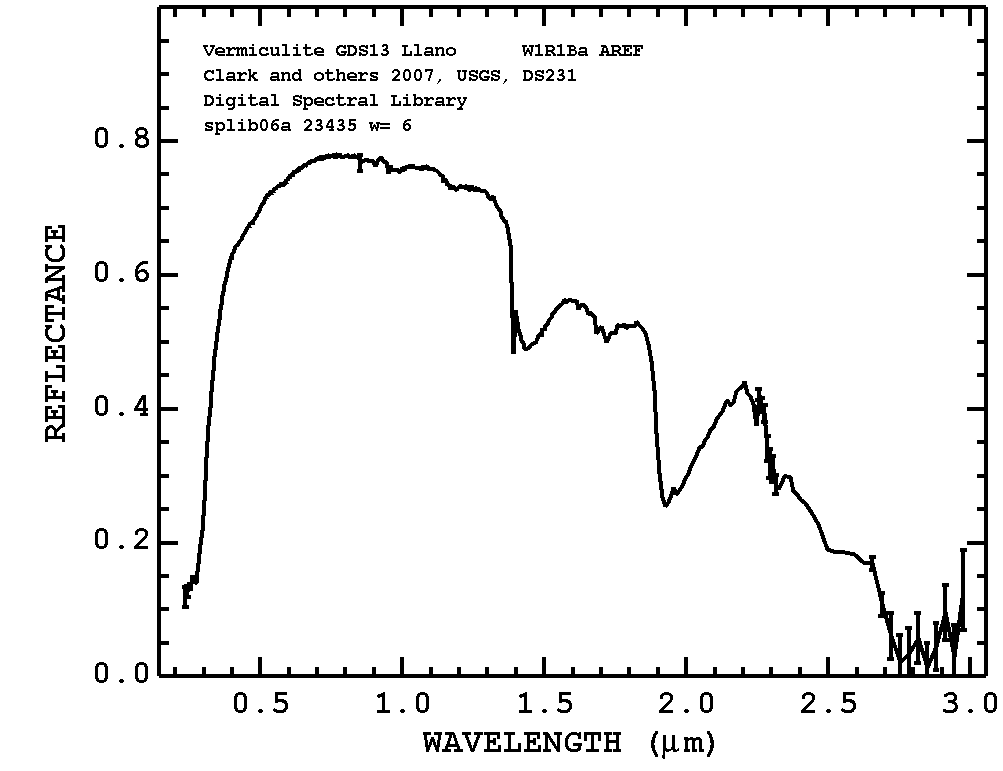 Vermiculite GDS13 Llano W1R1Ba AREF
Clark and others 2007, USGS, DS231
Digital Spectral Library
splib06a 23435 w= 6
0.8
0.6
0.4
0.2
0.0
REFLECTANCE
0.5 1.0 1.5 2.0 2.5 3.0
WAVELENGTH (μm)